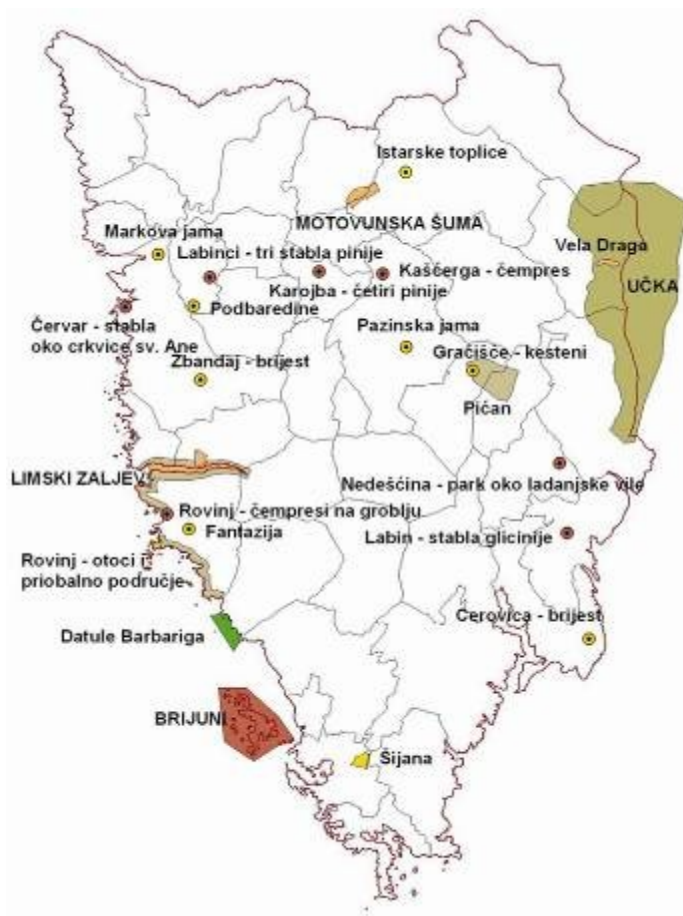 Istarske toplice
MOTOVUNSKA ŠUMA
Markova jama
Labinci - tri stabla pinije
Vela Draga
Kaščerga - čempres
UČKA
Karojba - četiri pinije
Podbaredine
Červar - stabla
oko crkvice sv. Ane
Pazinska jama
Gračišće - kesteni
Zbandaj - brijest
Pićan
LIMSKI ZALJEV
Nedešćina - park oko ladanjske vile
Rovinj - čempresi na groblju
Fantazija
Labin - stabla glicinije
Rovinj - otoci i
priobalno područje
Cerovica - brijest
Datule Barbariga
BRIJUNI
Šijana